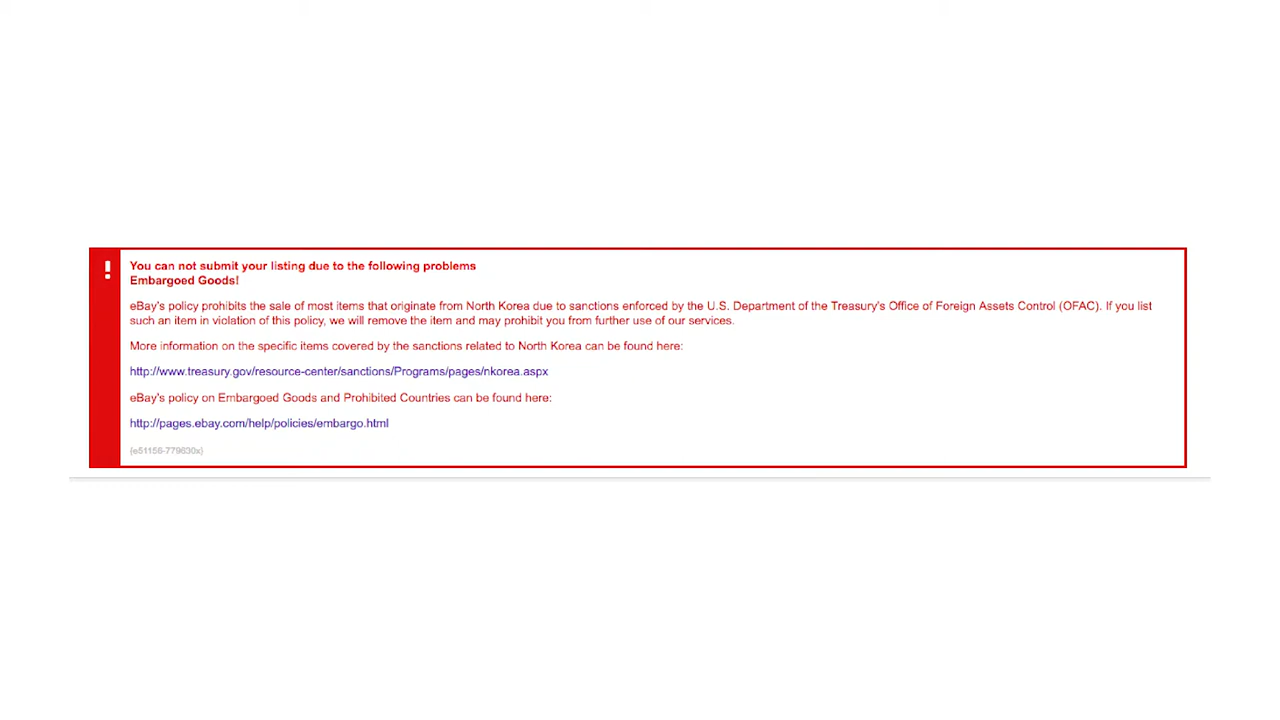 !
You can not submit your listing due to the following problems
Embargoed Goods!
eBay's policy prohibits the sale of most items that originate from North Korea due to sanctions enforced by the U.S. Department of the Treasury's Office of Foreign Assets Control (OFAC). If you list
such an item in violation of this policy, we will remove the item and may prohibit you from further use of our services.
More information on the specific items covered by the sanctions related to North Korea can be found here:
http://www.treasury.gov/resource-center/sanctions/Programs/pages/nkorea.aspx
eBay's policy on Embargoed Goods and Prohibited Countries can be found here:
http://pages.ebay.com/help/policies/embargo.html
{e51156-779630x}